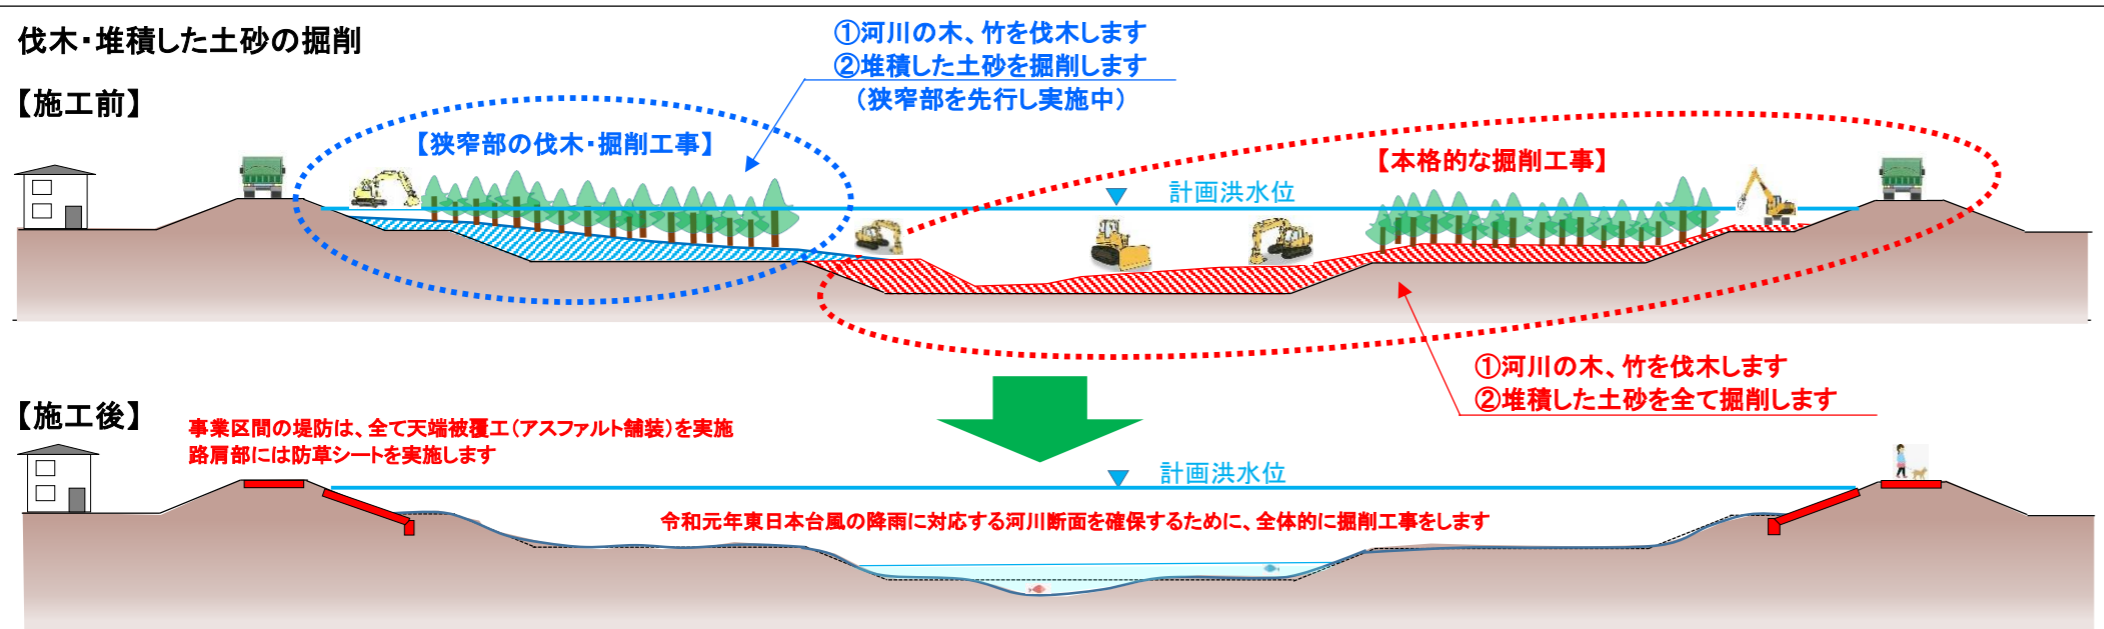 伐木・堆積した土砂の掘削
【施工前】
①河川の木、竹を伐木します
②堆積した土砂を掘削します
（狭窄部を先行し実施中）
【狭窄部の伐木・掘削工事】
【本格的な掘削工事】
計画洪水位
①河川の木、竹を伐木します
②堆積した土砂を全て掘削します
【施工後】
事業区間の堤防は、全て天端被覆工（アスファルト舗装）を実施
路肩部には防草シートを実施します
計画洪水位
令和元年東日本台風の降雨に対応する河川断面を確保するために、全体的に掘削工事をします